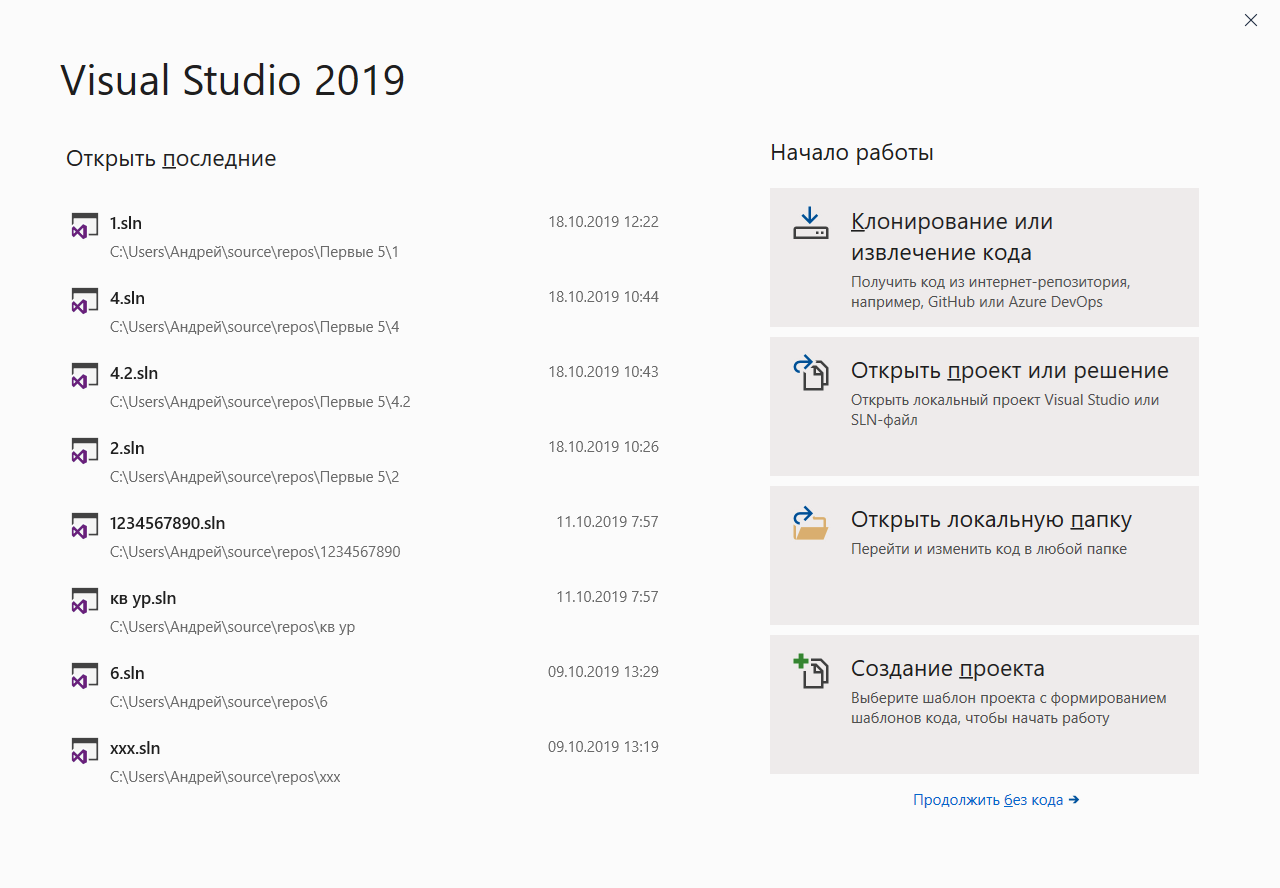 Visual Studio 2019
Открыть последние
1.sln 18.10.2019 12:22
C:\Users\Андрей\source\repos\Первые 5\1
4.sln 18.10.2019 10:44
C:\Users\Андрей\source\repos\Первые 5\4
4.2.sln 18.10.2019 10:43
C:\Users\Андрей\source\repos\Первые 5\4.2
2.sln 18.10.2019 10:26
C:\Users\Андрей\source\repos\Первые 5\2
1234567890.sln 11.10.2019 7:57
C:\Users\Андрей\source\repos\1234567890
кв ур.sln 11.10.2019 7:57
C:\Users\Андрей\source\repos\кв ур
6.sln 09.10.2019 13:29
C:\Users\Андрей\source\repos\6
xxx.sln 09.10.2019 13:19
C:\Users\Андрей\source\repos\xxx
Начало работы
Клонирование или
извлечение кода
Получить код из интернет-репозитория,
например, GitHub или Azure DevOps
Открыть проект или решение
Открыть локальный проект Visual Studio или
SLN-файл
Открыть локальную папку
Перейти и изменить код в любой папке
Создание проекта
Выберите шаблон проекта с формированием
шаблонов кода, чтобы начать работу
Продолжить без кода →